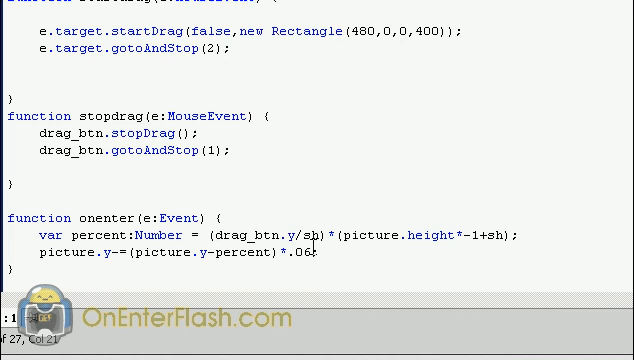 e.target.startDrag(false,new Rectangle(480,0,0,400));
e.target.gotoAndStop(2);
}
function stopdrag(e:MouseEvent) {
drag_btn.stopDrag();
drag_btn.gotoAndStop(1);
}
function onenter(e:Event) {
var percent:Number = (drag_btn.y/sh)*(picture.height*-1+sh);
picture.y-=(picture.y-percent)*.06;
}
OnEnterFlash.com
of 27, Col 21